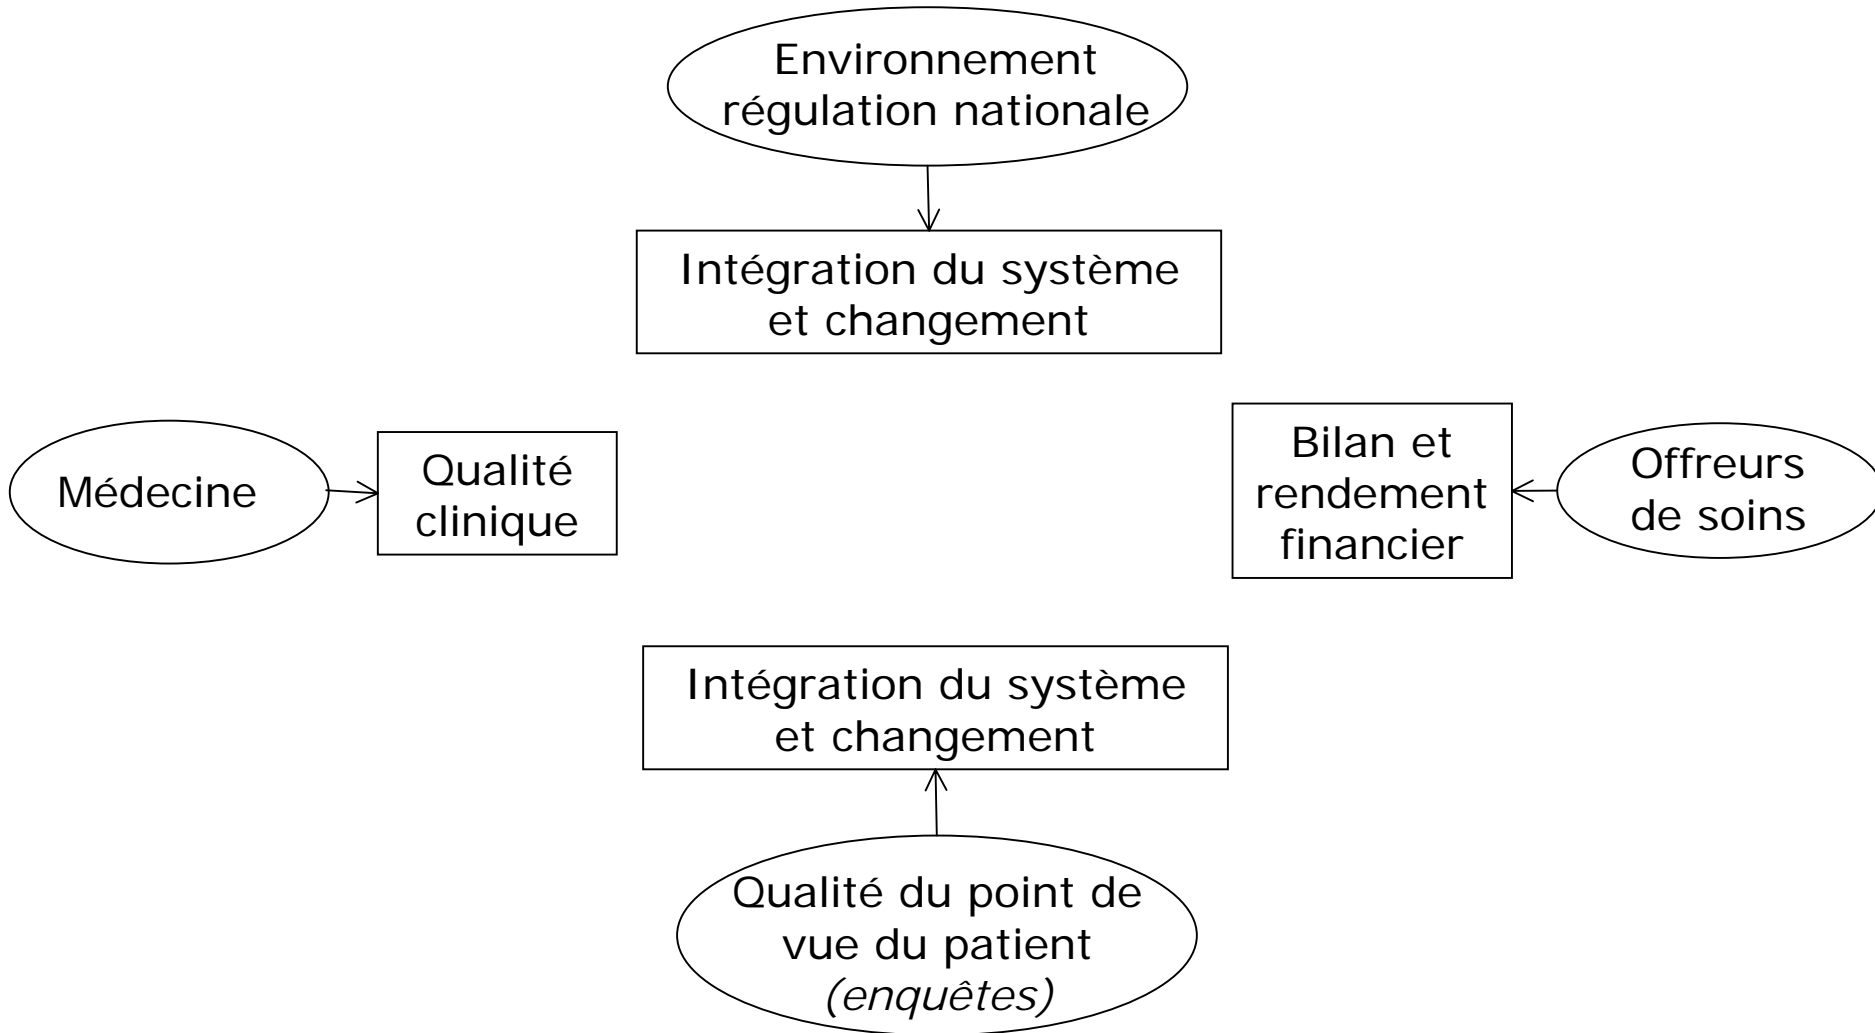 Environnement
régulation nationale
Intégration du système
et changement
Médecine
Qualité
clinique
Bilan et
rendement
financier
Offreurs
de soins
Intégration du système
et changement
Qualité du point de
vue du patient
(enquêtes)